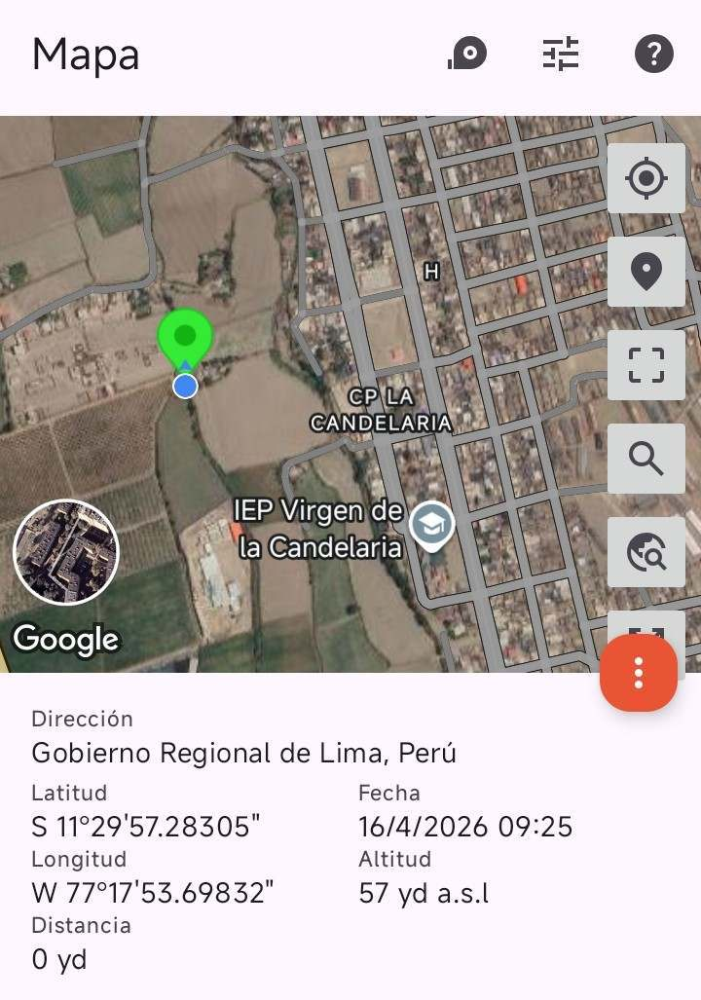 Mapa
H
CP LA
CANDELARIA
IEP Virgen de
la Candelaria
Google
Dirección
Gobierno Regional de Lima, Perú
Latitud
S 11°29'57.28305"
Fecha
16/4/2026 09:25
Longitud
W 77°17'53.69832"
Altitud
57 yd a.s.l
Distancia
0 yd